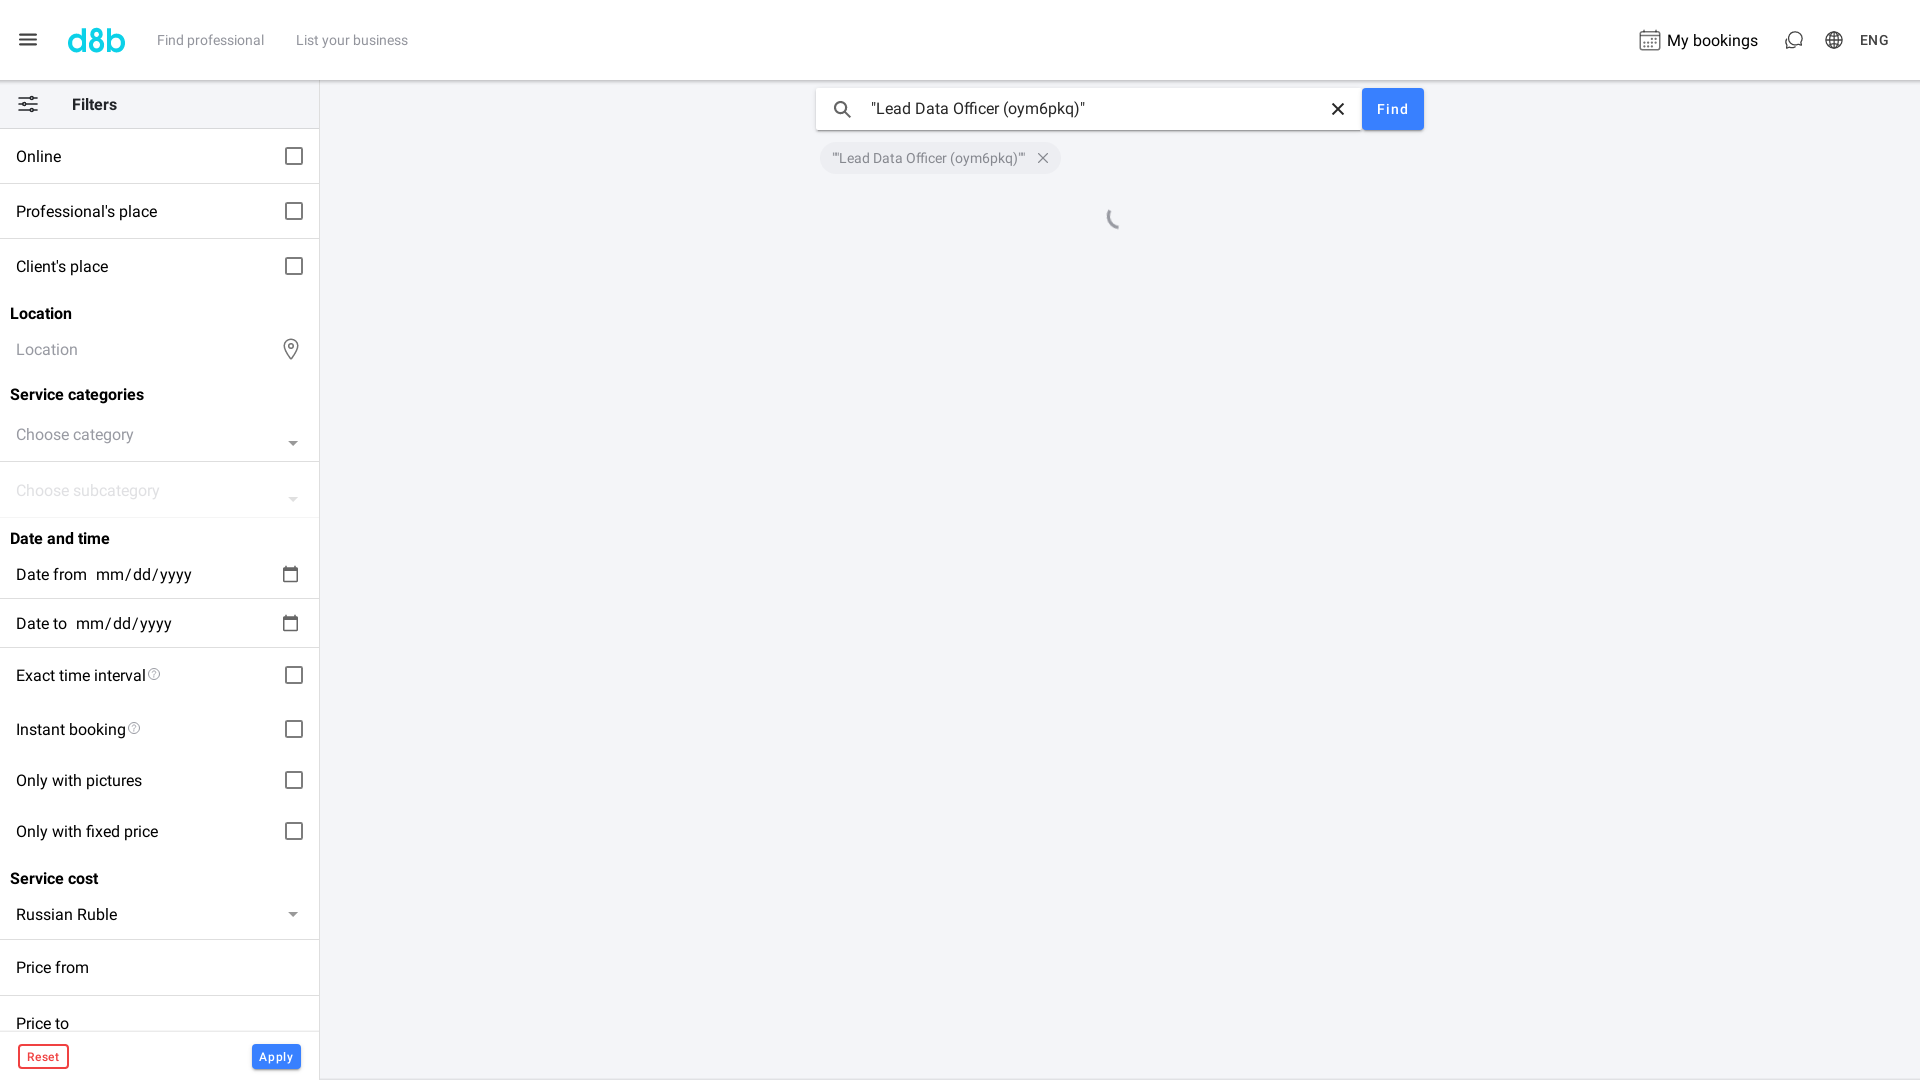 d8b
Find professional
List your business
My bookings
ENG
Filters
Online
Professional's place
Client's place
Location
Location
Service categories
Choose category
Choose subcategory
Date and time
Date from mm/dd/yyyy
Date to mm/dd/yyyy
Exact time interval
Instant booking
Only with pictures
Only with fixed price
Service cost
Russian Ruble
Price from
Price to
Reset
Apply
"Lead Data Officer (oym6pkq)"
Find
""Lead Data Officer (oym6pkq)""